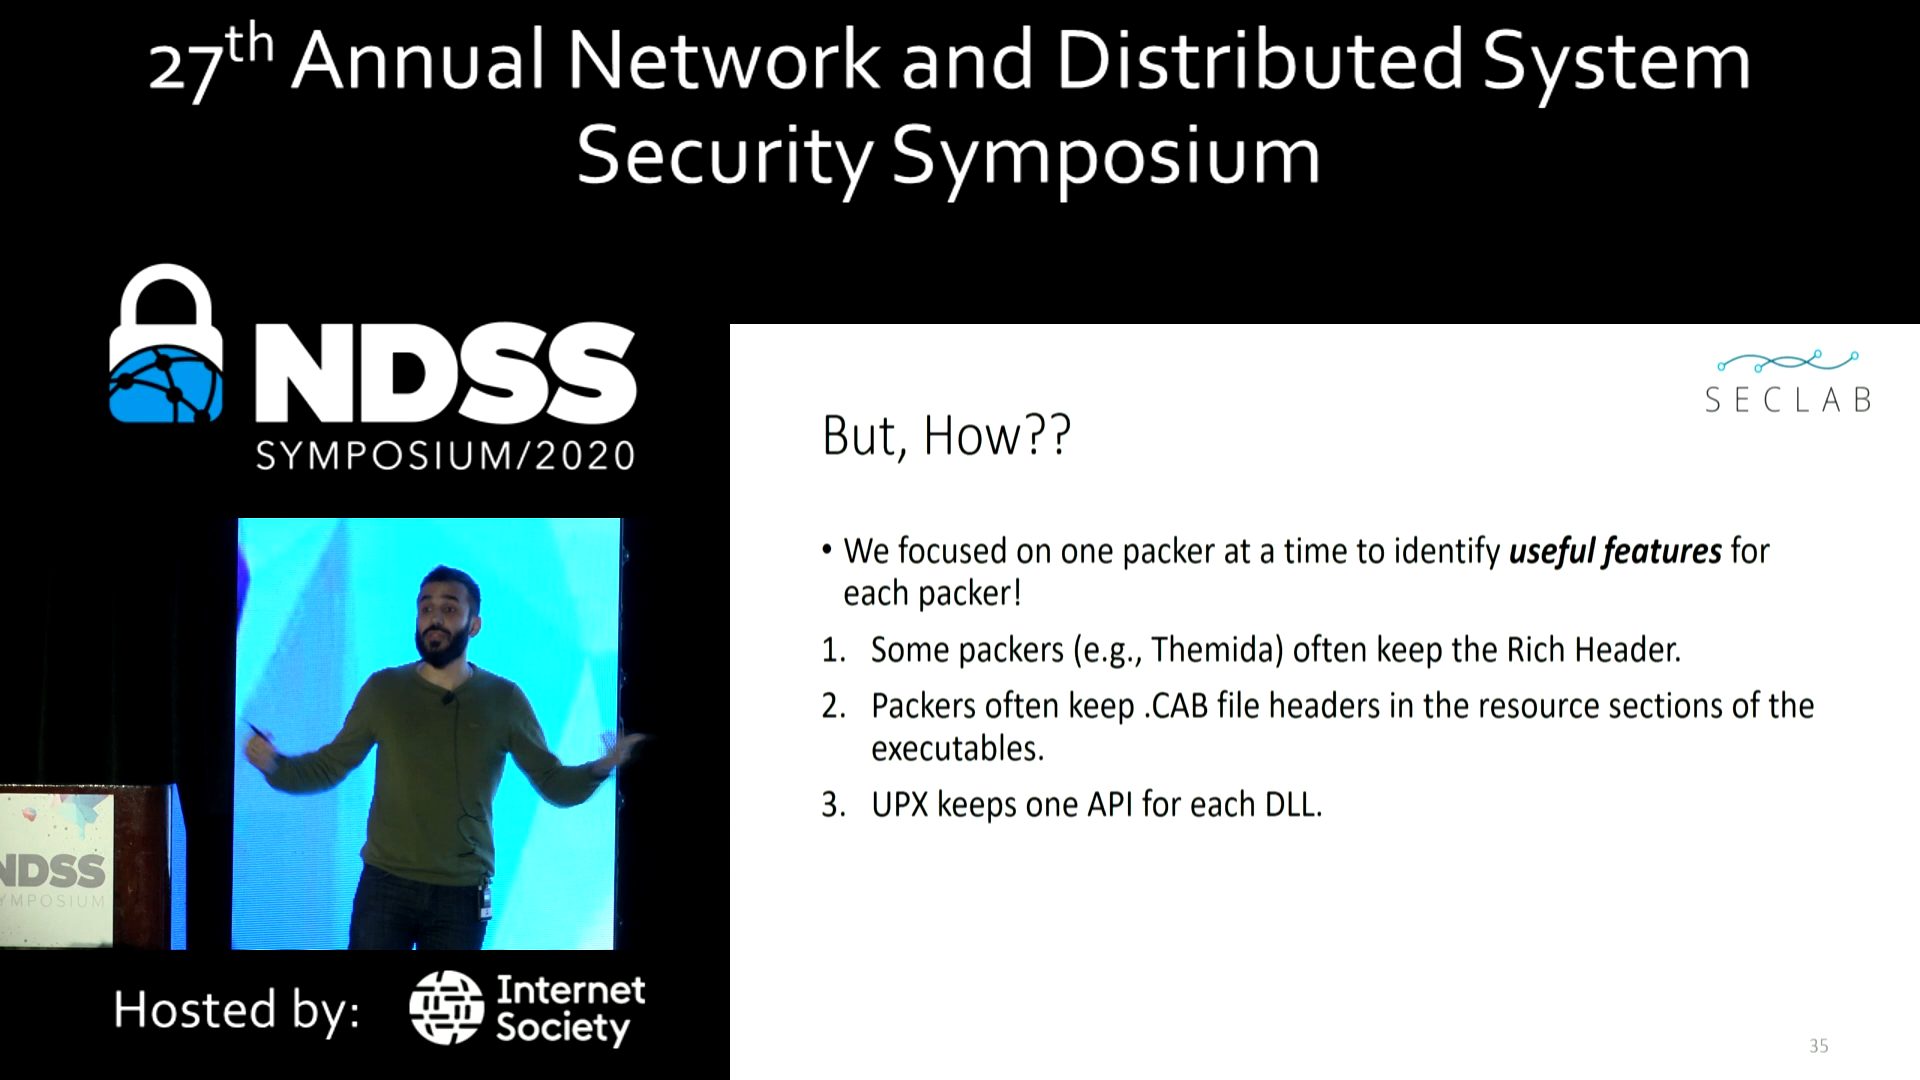 27th Annual Network and Distributed System
Security Symposium
NDSS
SYMPOSIUM/2020
SECLAB
But, How??
• We focused on one packer at a time to identify useful features for
each packer!
1. Some packers (e.g., Themida) often keep the Rich Header.
2. Packers often keep .CAB file headers in the resource sections of the
executables.
3. UPX keeps one API for each DLL.
NDSS
YMPOSIUM
Hosted by:
Internet
Society
35